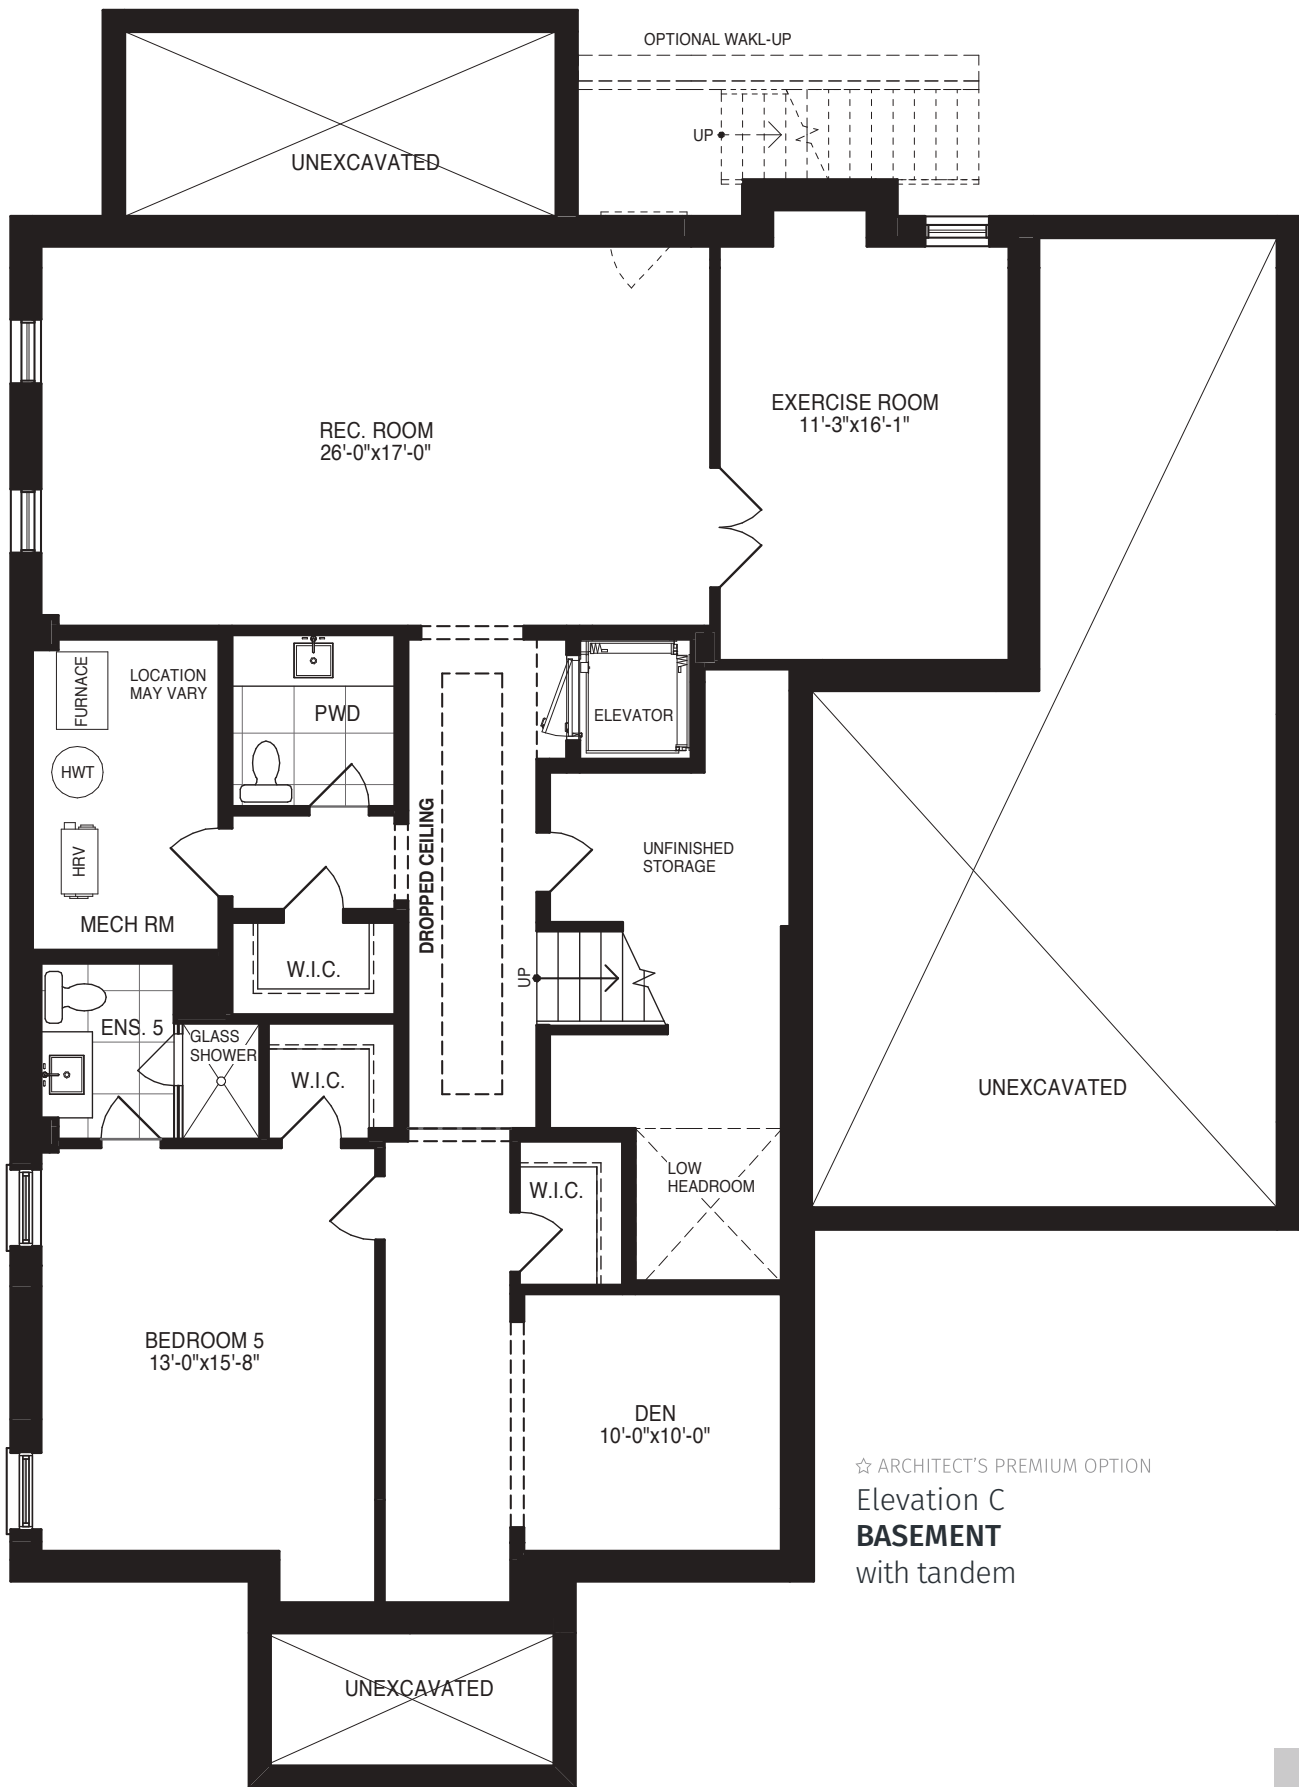 OPTIONAL WAKL-UP
UP
UNEXCAVATED
REC. ROOM
26'-0"x17'-0"
EXERCISE ROOM
11'-3"x16'-1"
FURNACE
LOCATION
MAY VARY
PWD
ELEVATOR
HWT
HRV
MECH RM
DROPPED CEILING
UNFINISHED
STORAGE
W.I.C.
UP
ENS. 5
GLASS
SHOWER
W.I.C.
UNEXCAVATED
LOW
HEADROOM
W.I.C.
BEDROOM 5
13'-0"x15'-8"
DEN
10'-0"x10'-0"
☆ ARCHITECT'S PREMIUM OPTION
Elevation C
BASEMENT
with tandem
UNEXCAVATED